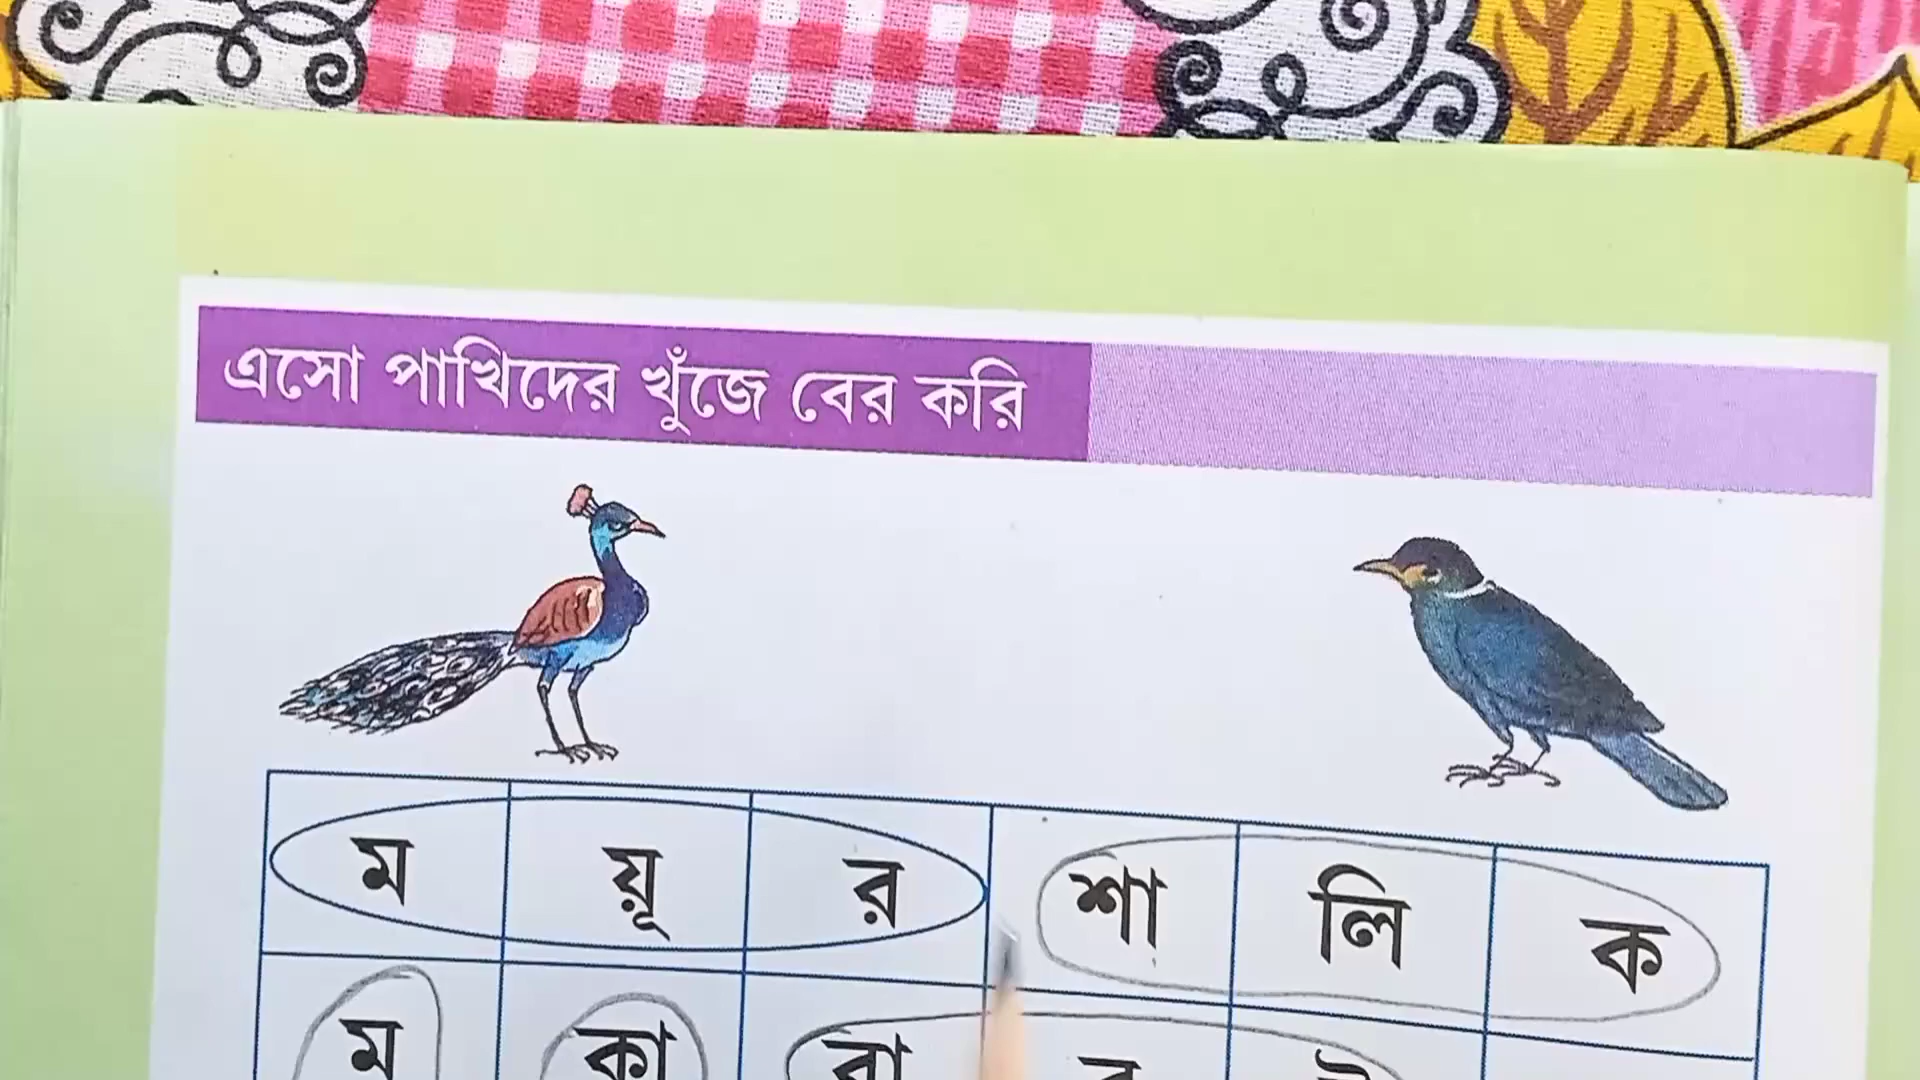 এসো পাখিদের খুঁজে বের করি
ম য়ূ র শা লি ক
ম কা